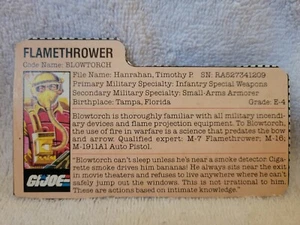 FLAMETHROWER
Code Name: BLOWTORCH
File Name: Hanrahan, Timothy P. SN: RA527341209
Primary Military Specialty: Infantry Special Weapons
Secondary Military Specialty: Small-Arms Armorer
Birthplace: Tampa, Florida Grade: E-4
Blowtorch is thoroughly familiar with all military incendi-
ary devices and flame projection equipment. To Blowtorch,
the use of fire in warfare is a science that predates the bow
and arrow. Qualified expert: M-7 Flamethrower, M-16;
M-1911A1 Auto Pistol.
"Blowtorch can't sleep unless he's near a smoke detector. Ciga-
rette smoke drives him bananas! He always sits near the exit
in movie theaters and refuses to live anywhere where he can't
safely jump out the windows. This is not irrational to him.
These are actions based on intimate knowledge."
G.I. JOE